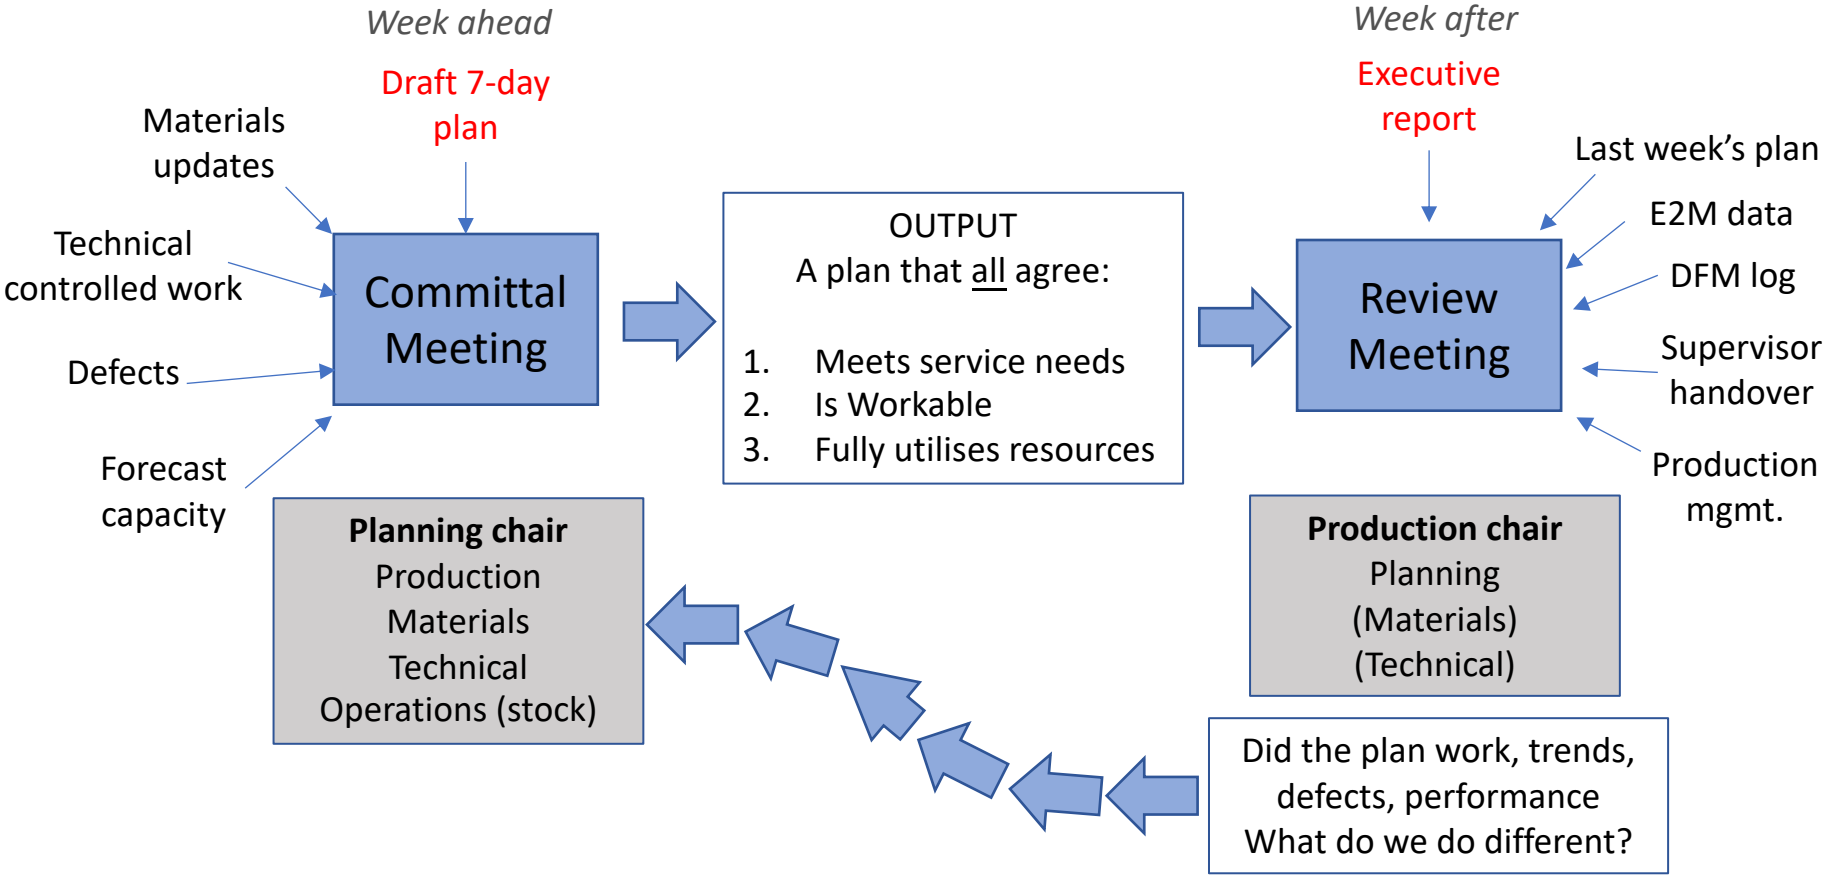 Week ahead
Draft 7-day
plan
Materials
updates
Technical
controlled work
Defects
Forecast
capacity
Committal
Meeting
Planning chair
Production
Materials
Technical
Operations (stock)
OUTPUT
A plan that all agree:
1. Meets service needs
2. Is Workable
3. Fully utilises resources
Week after
Executive
report
Last week’s plan
E2M data
DFM log
Supervisor
handover
Production
mgmt.
Review
Meeting
Production chair
Planning
(Materials)
(Technical)
Did the plan work, trends,
defects, performance
What do we do different?